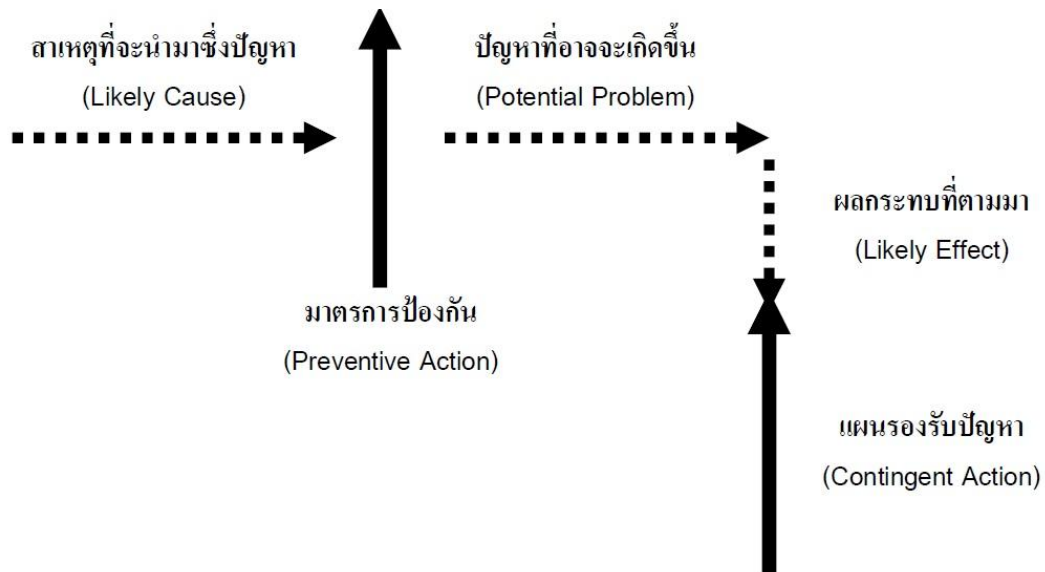 สาเหตุที่จะนำมาซึ่งปัญหา
(Likely Cause)
ปัญหาที่อาจจะเกิดขึ้น
(Potential Problem)
ผลกระทบที่ตามมา
(Likely Effect)
มาตรการป้องกัน
(Preventive Action)
แผนรองรับปัญหา
(Contingent Action)